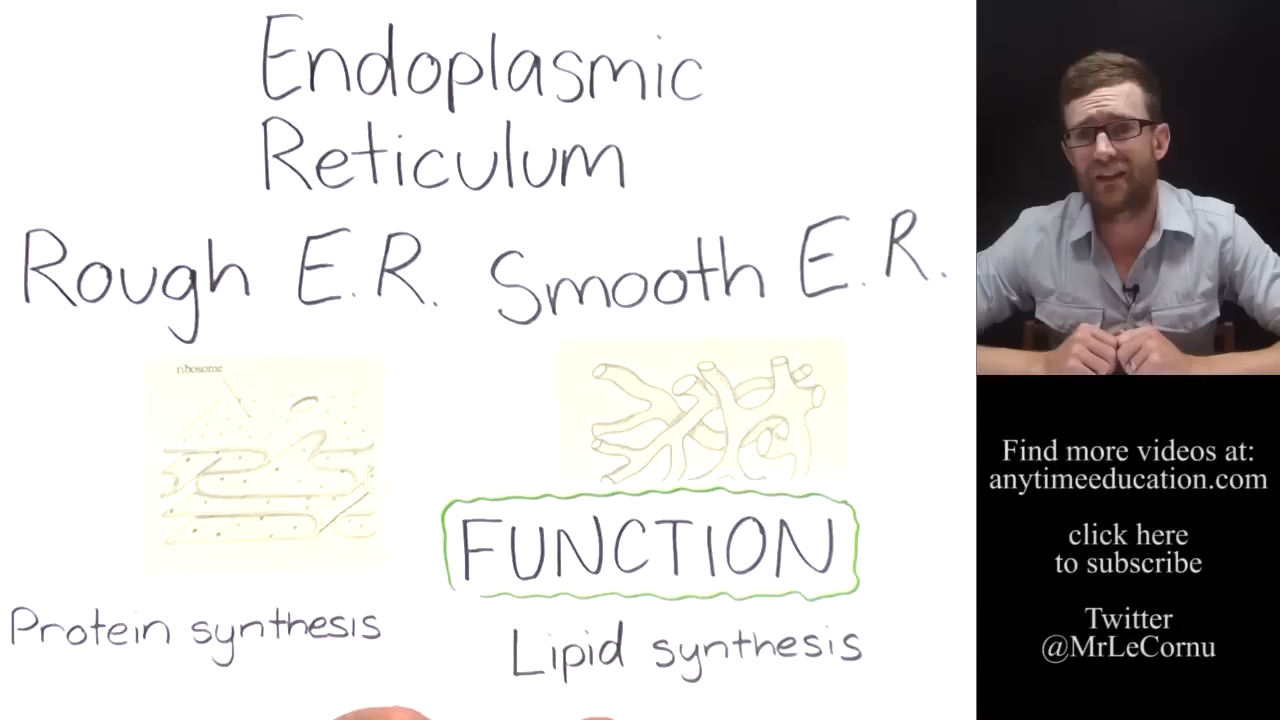 Endoplasmic
Reticulum
Rough E.R. Smooth E.R.
ribosome
FUNCTION
Protein synthesis
Lipid synthesis
Find more videos at:
anytimeeducation.com
click here
to subscribe
Twitter
@MrLeCornu